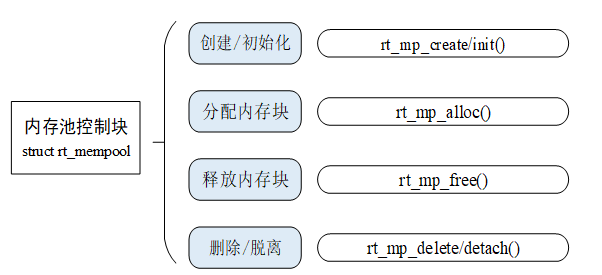 创建/初始化
rt_mp_create/init()
分配内存块
rt_mp_alloc()
内存池控制块
struct rt_mempool
释放内存块
rt_mp_free()
删除/脱离
rt_mp_delete/detach()